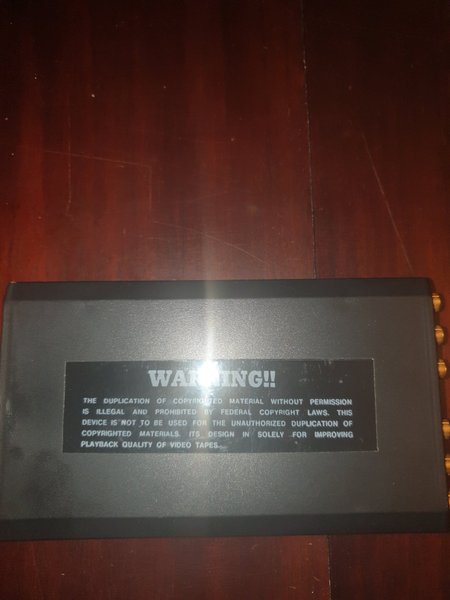 WARNING!!
THE DUPLICATION OF COPYRIGHTED MATERIAL WITHOUT PERMISSION
IS ILLEGAL AND PROHIBITED BY FEDERAL COPYRIGHT LAWS. THIS
DEVICE IS NOT TO BE USED FOR THE UNAUTHORIZED DUPLICATION OF
COPYRIGHTED MATERIALS. ITS DESIGN IN SOLELY FOR IMPROVING
PLAYBACK QUALITY OF VIDEO TAPES.